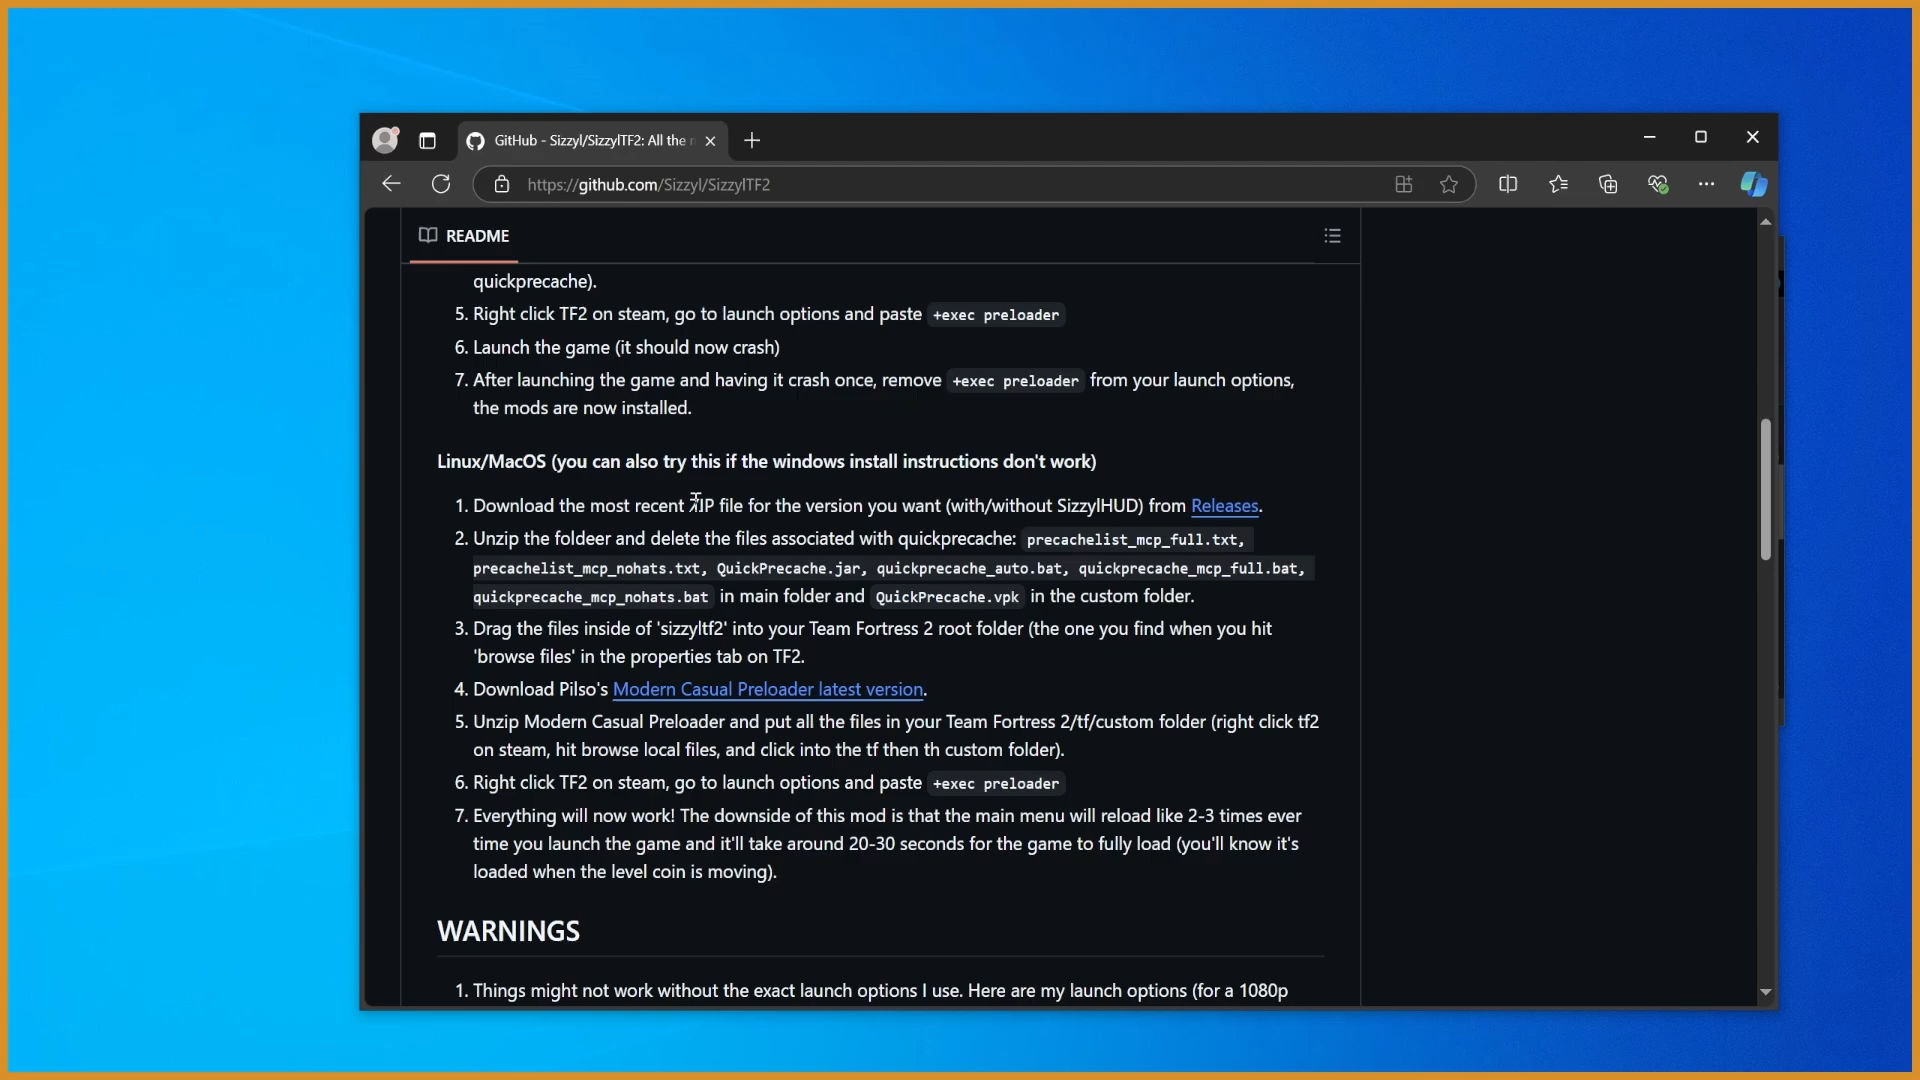 GitHub - Sizzyl/SizzylTF2: All the
https://github.com/Sizzyl/SizzylTF2
README
quickprecache).
5. Right click TF2 on steam, go to launch options and paste +exec preloader
6. Launch the game (it should now crash)
7. After launching the game and having it crash once, remove +exec preloader from your launch options,
the mods are now installed.
Linux/MacOS (you can also try this if the windows install instructions don't work)
1. Download the most recent ZIP file for the version you want (with/without SizzylHUD) from Releases.
2. Unzip the foldeer and delete the files associated with quickprecache: precachelist_mcp_full.txt,
precachelist_mcp_nohats.txt, QuickPrecache.jar, quickprecache_auto.bat, quickprecache_mcp_full.bat,
quickprecache_mcp_nohats.bat in main folder and QuickPrecache.vpk in the custom folder.
3. Drag the files inside of 'sizzyltf2' into your Team Fortress 2 root folder (the one you find when you hit
'browse files' in the properties tab on TF2.
4. Download Pilso's Modern Casual Preloader latest version.
5. Unzip Modern Casual Preloader and put all the files in your Team Fortress 2/tf/custom folder (right click tf2
on steam, hit browse local files, and click into the tf then th custom folder).
6. Right click TF2 on steam, go to launch options and paste +exec preloader
7. Everything will now work! The downside of this mod is that the main menu will reload like 2-3 times ever
time you launch the game and it'll take around 20-30 seconds for the game to fully load (you'll know it's
loaded when the level coin is moving).
WARNINGS
1. Things might not work without the exact launch options I use. Here are my launch options (for a 1080p